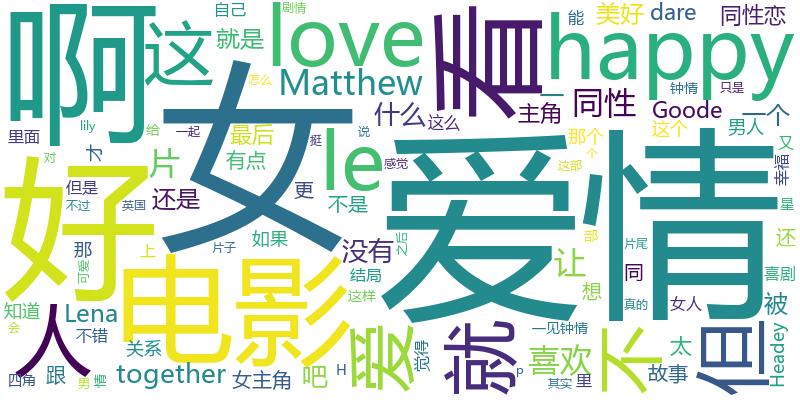 啊
这
自己
剧情
就是
love
看
happy
能
美好
dare
同性恋
怎么
Matthew
什么
这么
主角
一
同性
钟情
只是
Goode
一个
里面
lily
给
一起
最后
挺
说
那个
个
这个
男人
又
对
才
片
有点
女
le
感觉
这部
幸福
但是
还是
更
不是
爱情
好
不过
英国
那
上
片子
如果
没有
之后
让
部
片尾
同
还
星
可爱
电影
结局
这样
想
真的
女人
被
喜剧
知道
会
人
Lena
不错
关系
爱
觉得
就
一见钟情
喜欢
不
太
但
Headey
四角
跟
男
情
together
女主角
吧
H
p
其实
里
故事